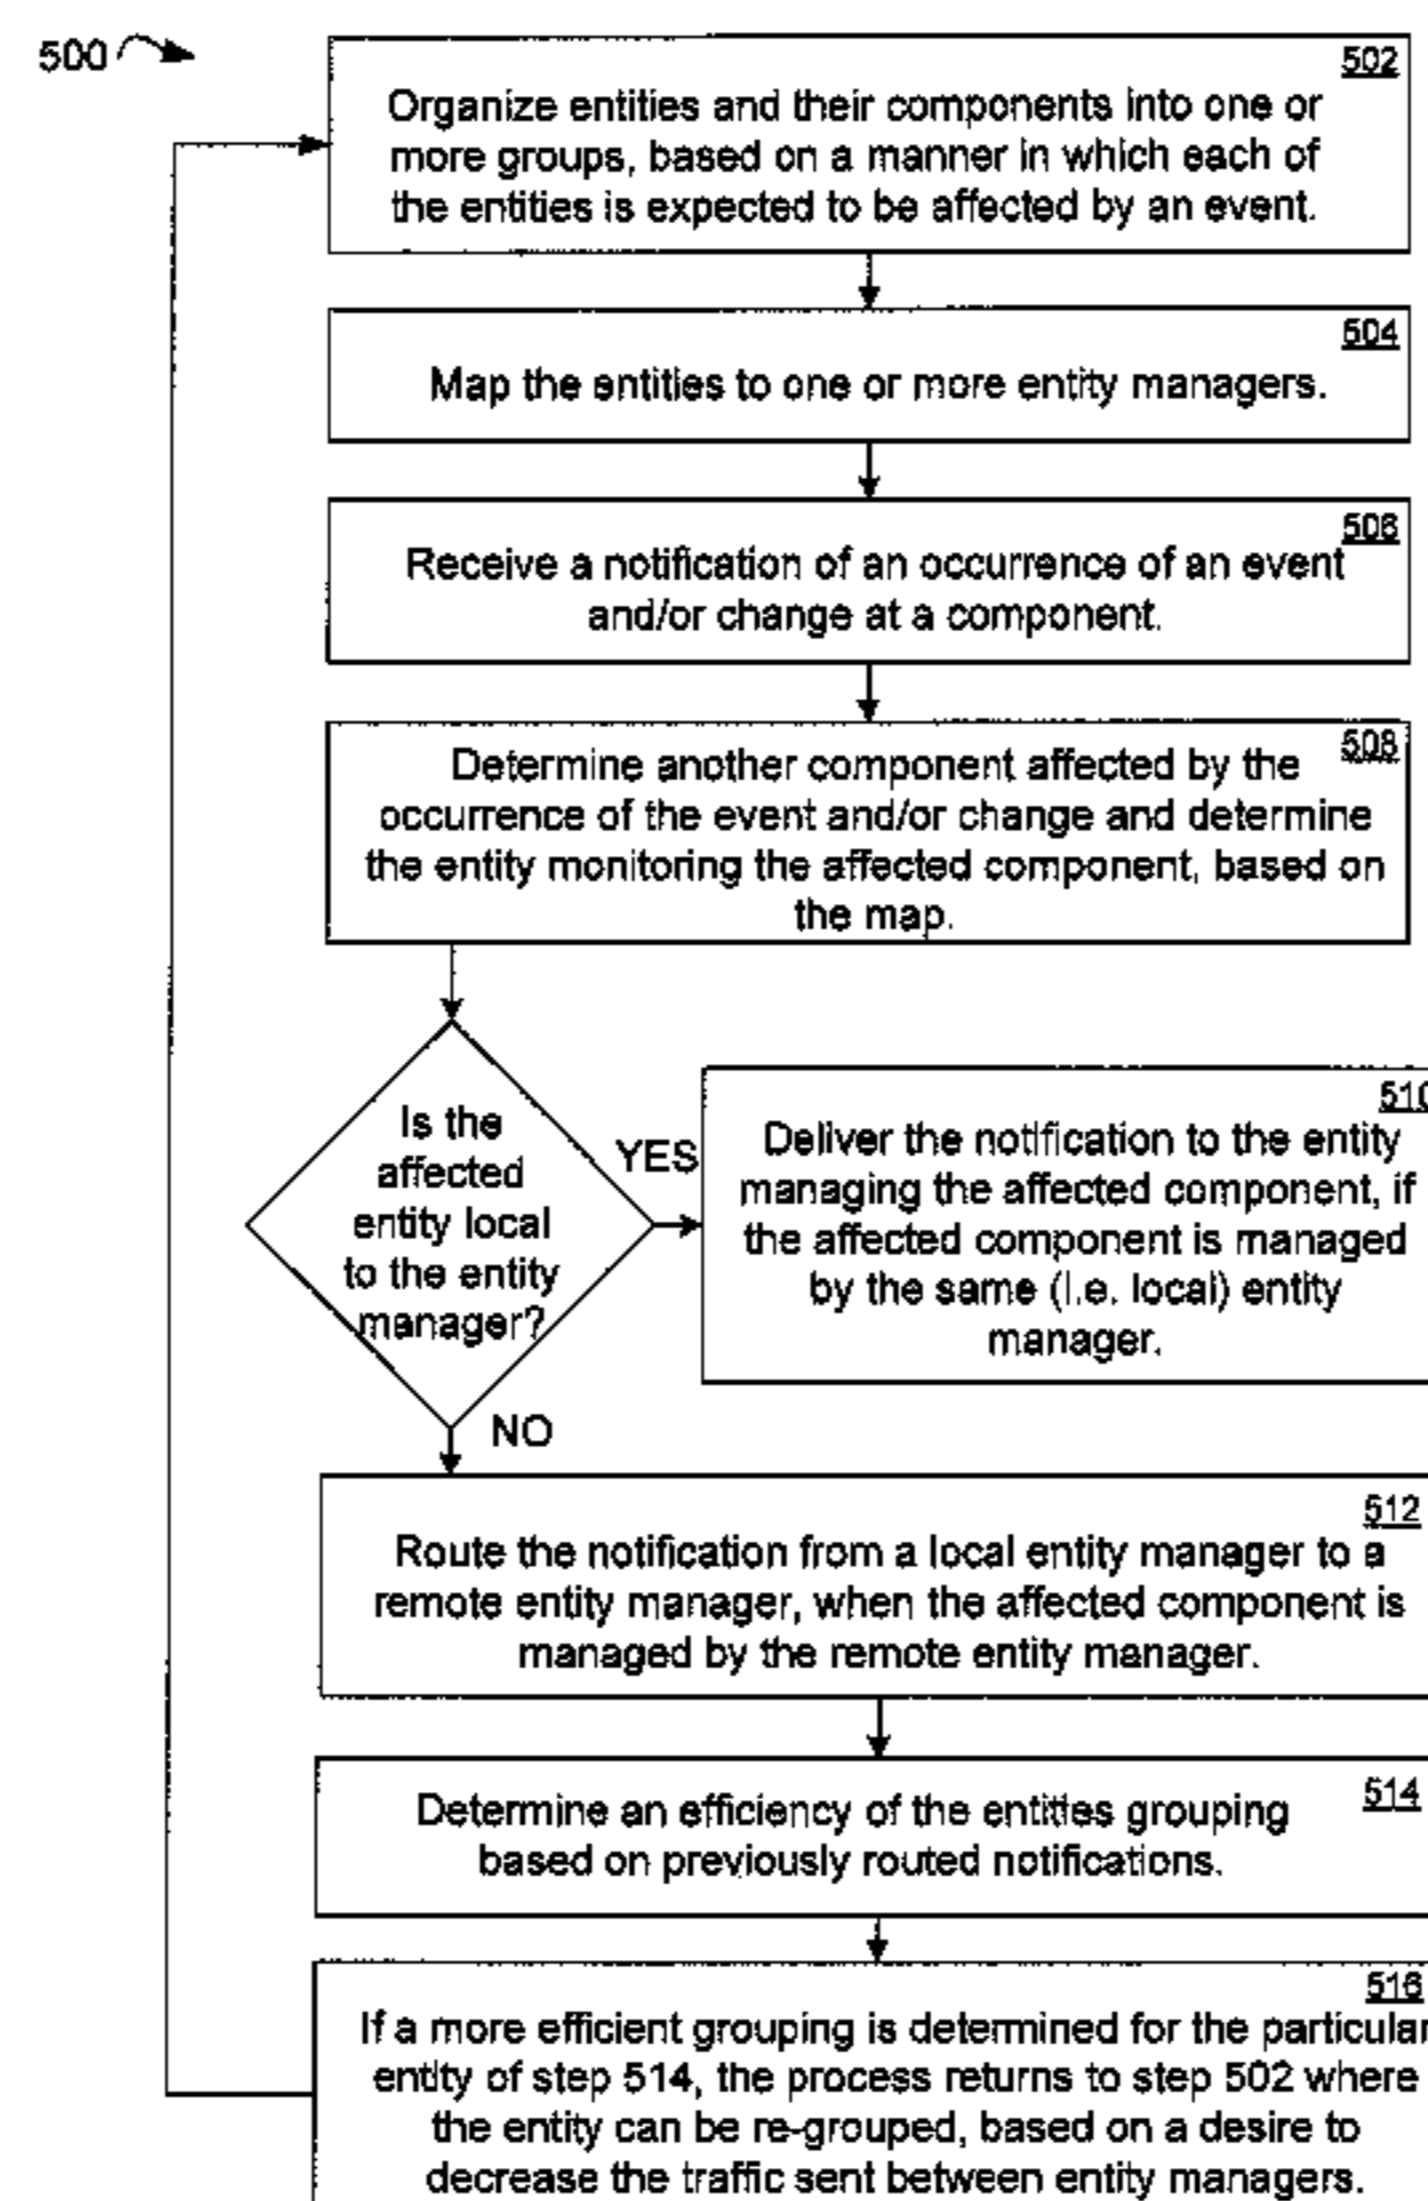 500
502
Organize entities and their components into one or
more groups, based on a manner in which each of
the entities is expected to be affected by an event.
504
Map the entities to one or more entity managers.
506
Receive a notification of an occurrence of an event
and/or change at a component.
508
Determine another component affected by the
occurrence of the event and/or change and determine
the entity monitoring the affected component, based on
the map.
Is the
affected
entity local
to the entity
manager?
YES
510
Deliver the notification to the entity
managing the affected component, if
the affected component is managed
by the same (i.e. local) entity
manager.
NO
512
Route the notification from a local entity manager to a
remote entity manager, when the affected component is
managed by the remote entity manager.
514
Determine an efficiency of the entities grouping
based on previously routed notifications.
516
If a more efficient grouping is determined for the particular
entity of step 514, the process returns to step 502 where
the entity can be re-grouped, based on a desire to
decrease the traffic sent between entity managers.